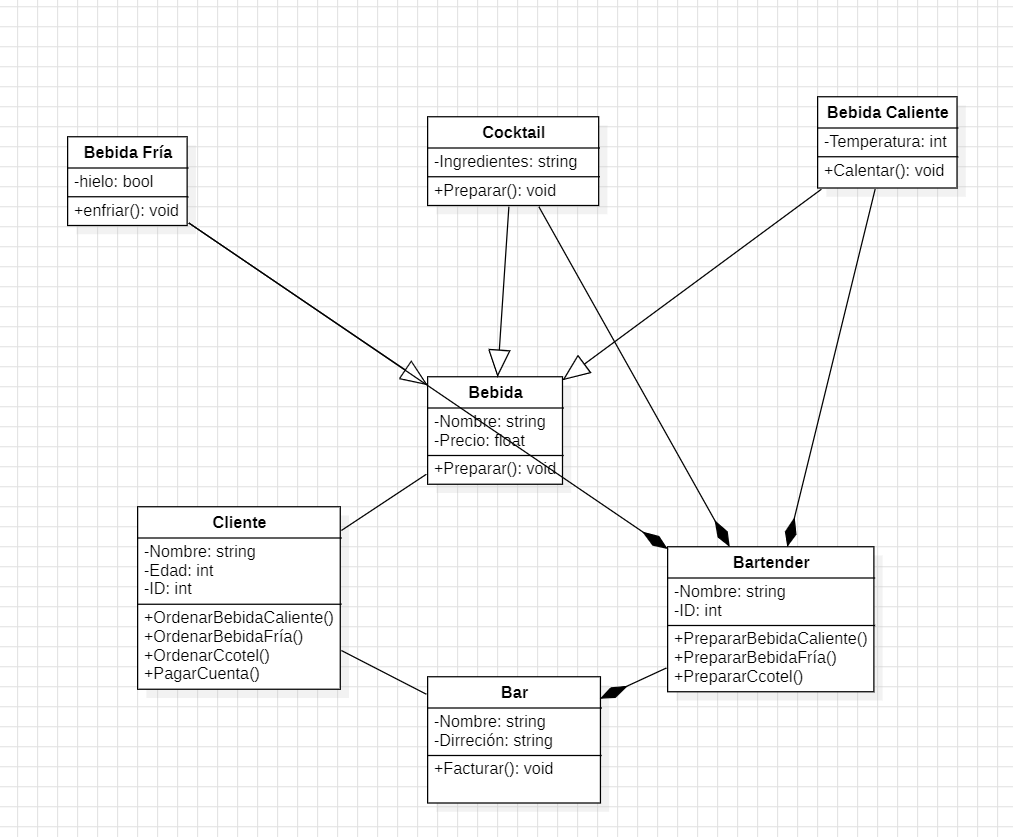 Bebida Fría
-hielo: bool
+enfriar(): void
Cocktail
-Ingredientes: string
+Preparar(): void
Bebida Caliente
-Temperatura: int
+Calentar(): void
Bebida
-Nombre: string
-Precio: float
+Preparar(): void
Cliente
-Nombre: string
-Edad: int
-ID: int
+OrdenarBebidaCaliente()
+OrdenarBebidaFría()
+OrdenarCcotel()
+PagarCuenta()
Bartender
-Nombre: string
-ID: int
+PrepararBebidaCaliente()
+PrepararBebidaFría()
+PrepararCcotel()
Bar
-Nombre: string
-Dirreción: string
+Facturar(): void